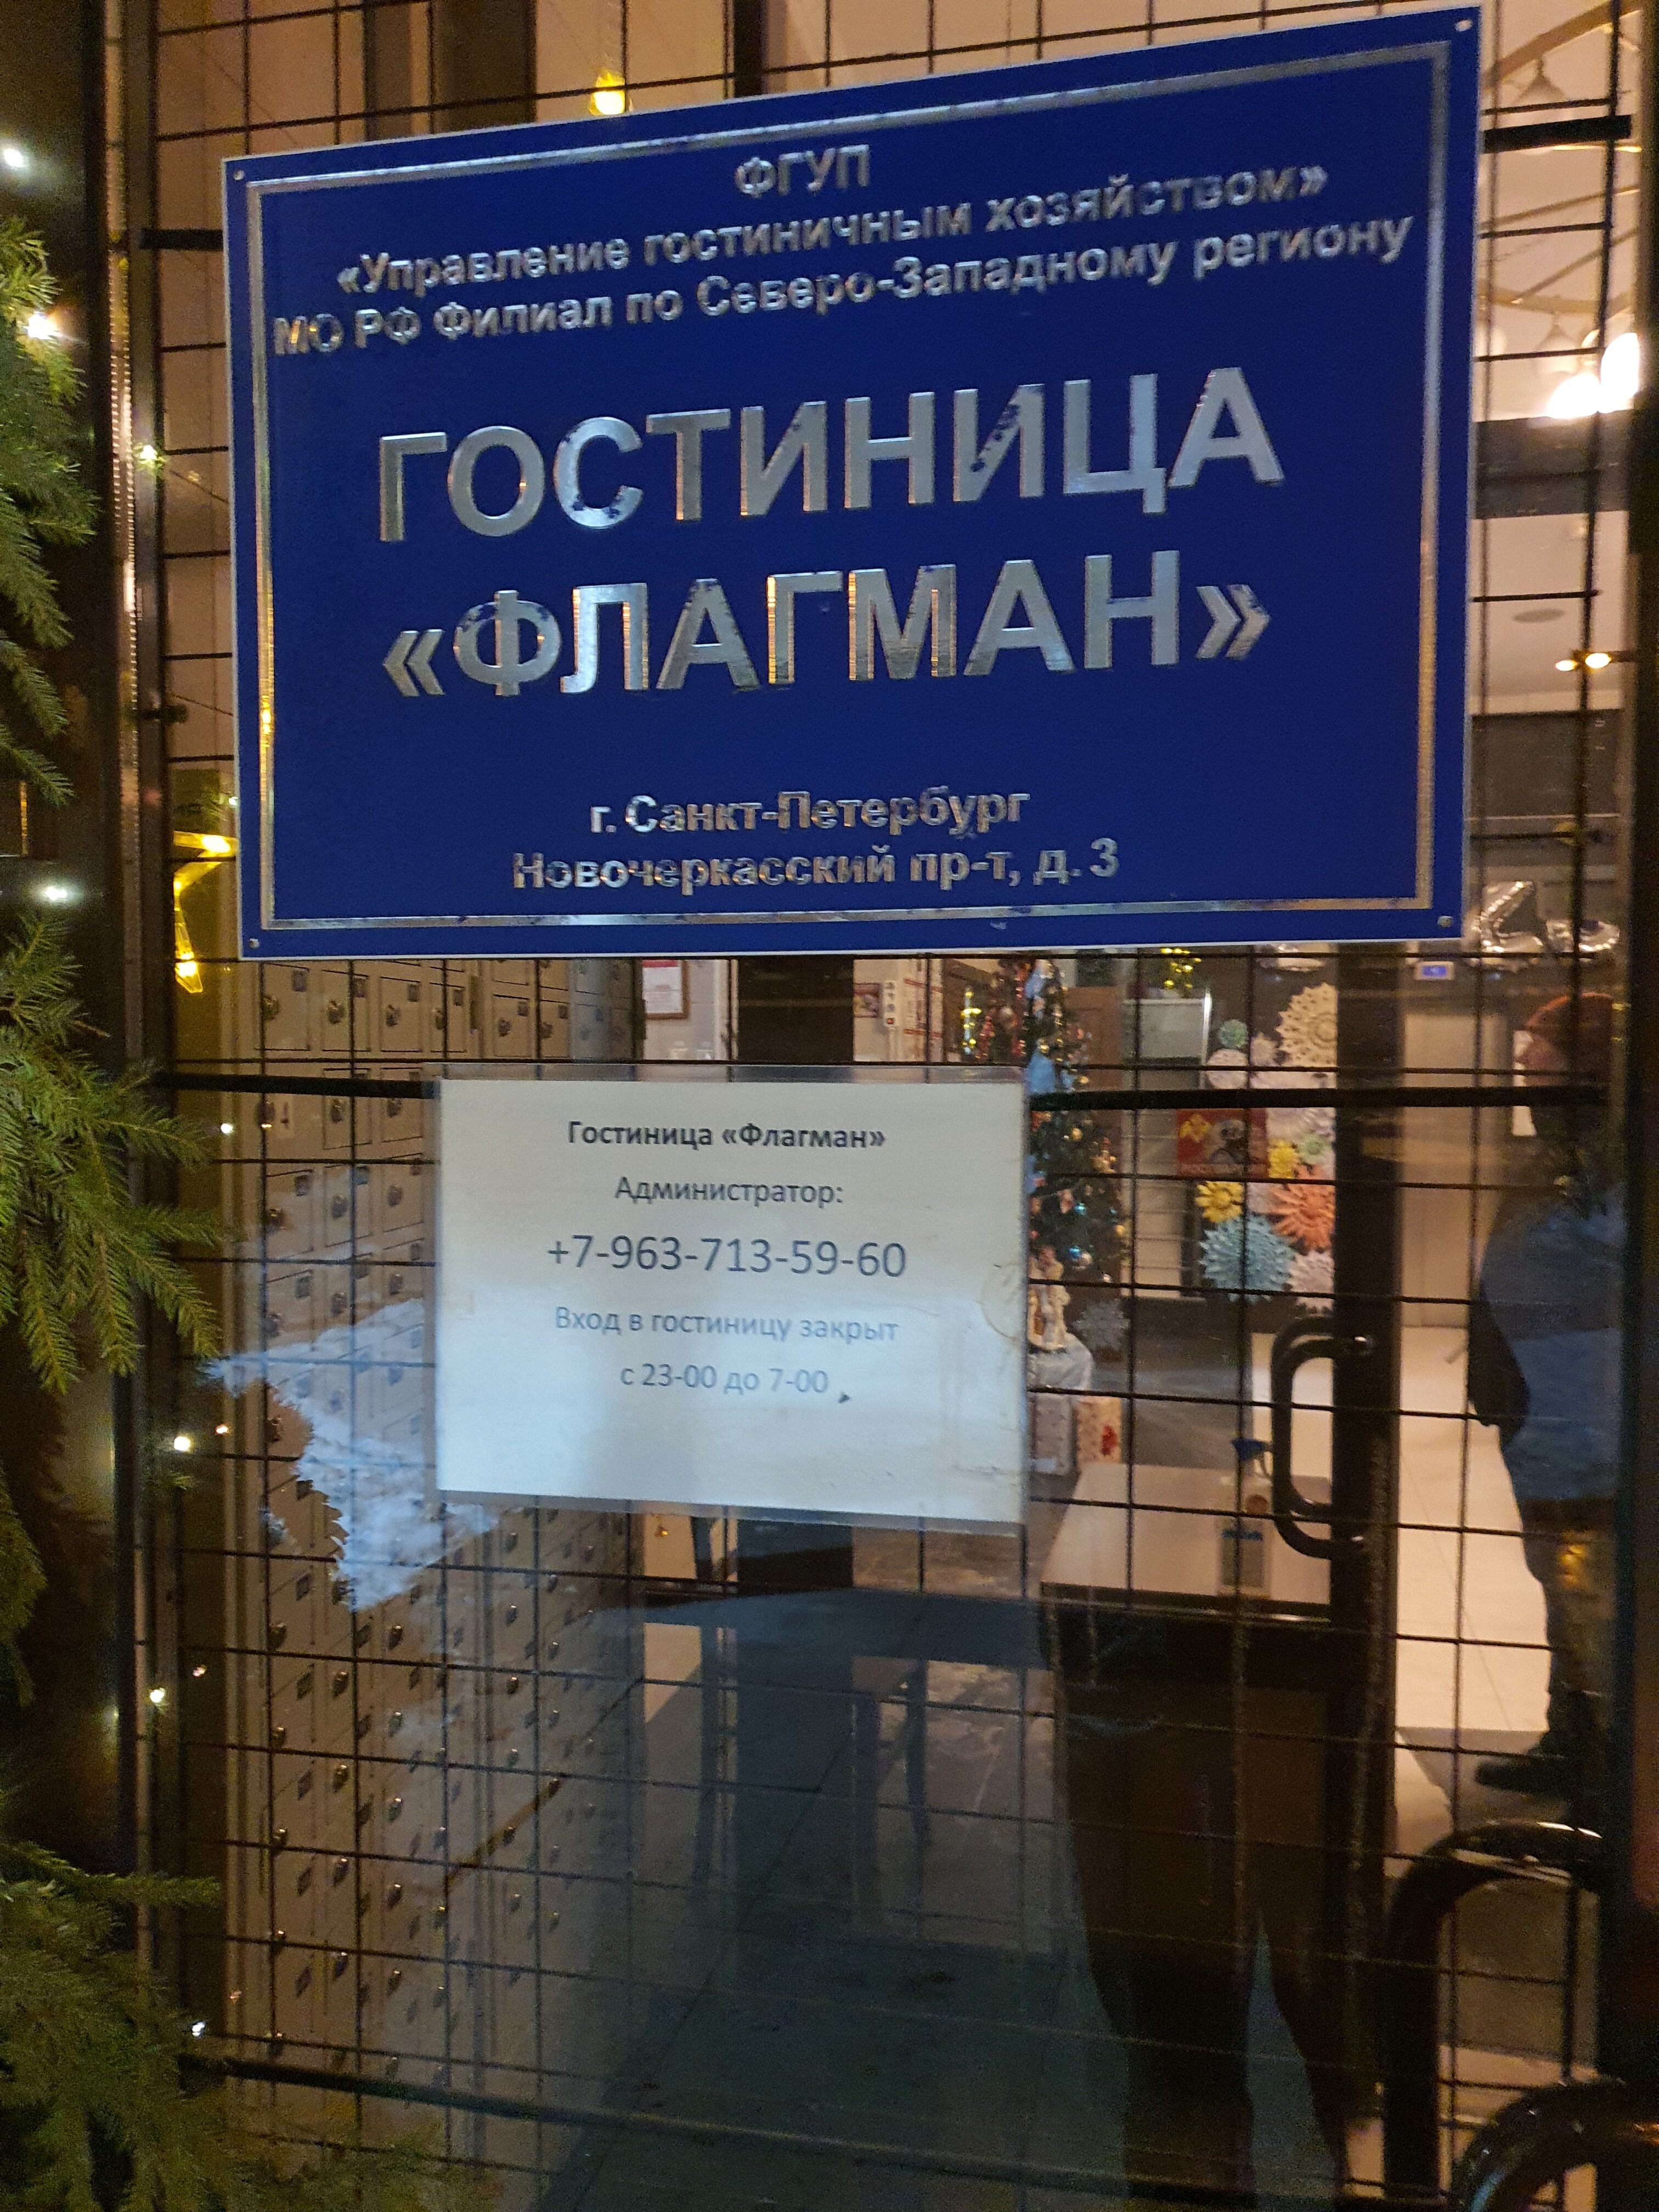 ФГУП
«Управление гостиничным хозяйством»
МО РФ Филиал по Северо-Западному региону
ГОСТИНИЦА
«ФЛАГМАН»
г. Санкт-Петербург
Новочеркасский пр-т, д. 3
Гостиница «Флагман»
Администратор:
+7-963-713-59-60
Вход в гостиницу закрыт
с 23-00 до 7-00